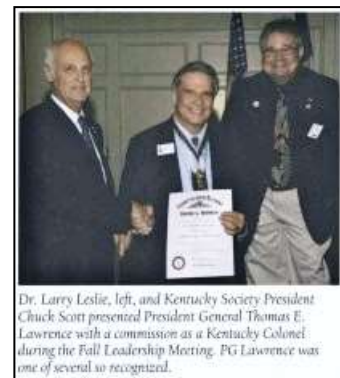 Dr. Larry Leslie, left, and Kentucky Society President
Chuck Scott presented President General Thomas E.
Lawrence with a commission as a Kentucky Colonel
during the Fall Leadership Meeting. PG Lawrence was
one of several so recognized.